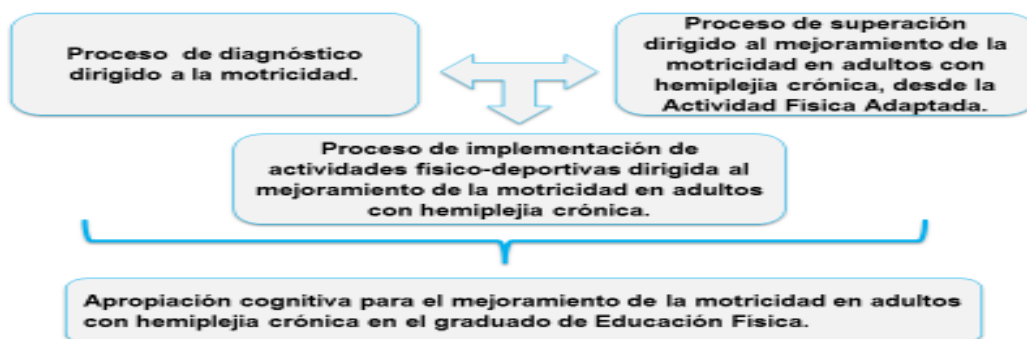 Proceso de diagnóstico
dirigido a la motricidad.
Proceso de superación
dirigido al mejoramiento de la
motricidad en adultos con
hemiplejia crónica, desde la
Actividad Física Adaptada.
Proceso de implementación de
actividades físico-deportivas dirigida al
mejoramiento de la motricidad en adultos
con hemiplejia crónica.
Apropiación cognitiva para el mejoramiento de la motricidad en adultos
con hemiplejia crónica en el graduado de Educación Física.